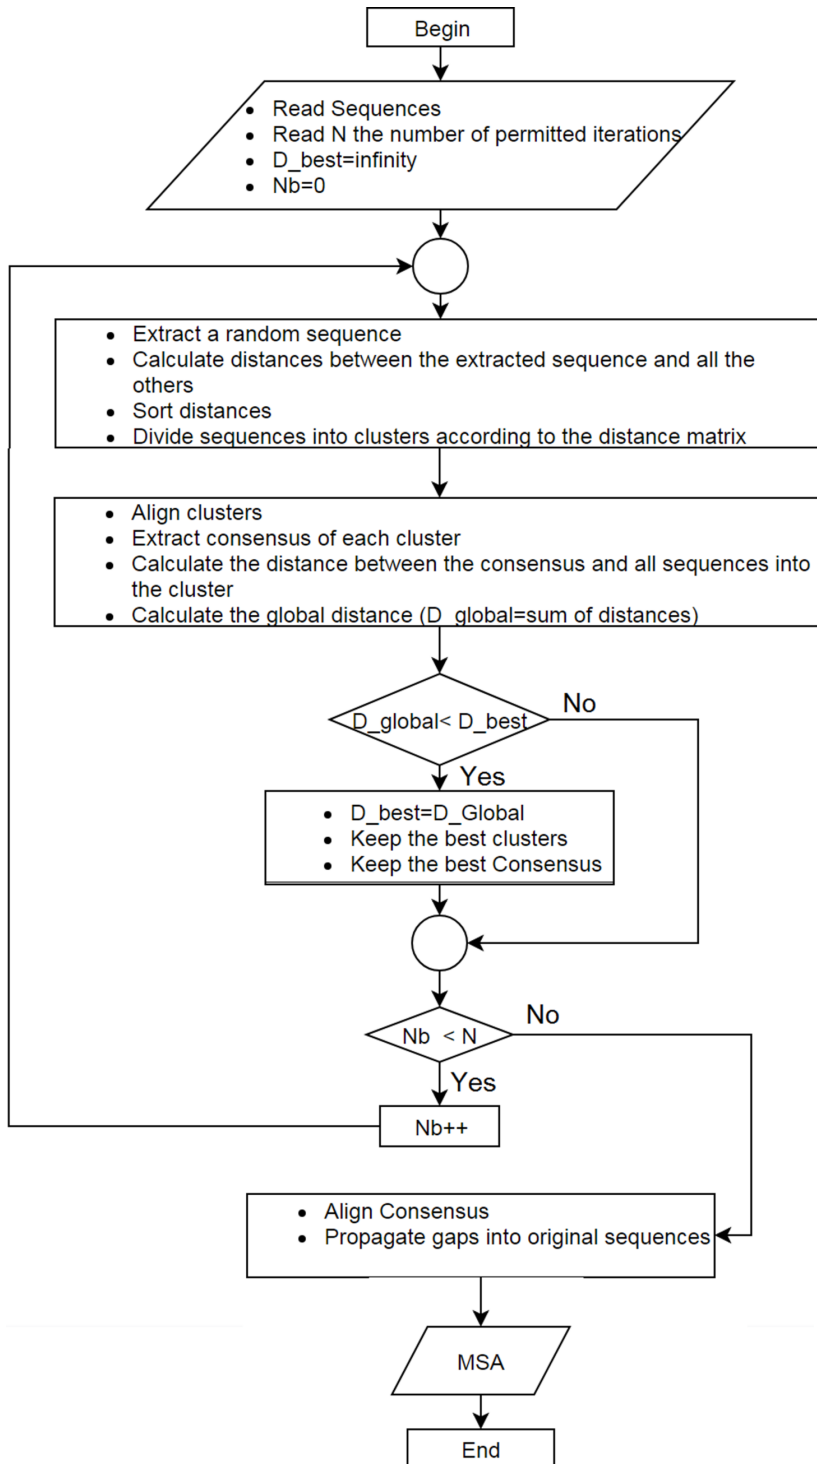 Begin
• Read Sequences
• Read N the number of permitted iterations
• D_best=infinity
• Nb=0
• Extract a random sequence
• Calculate distances between the extracted sequence and all the
others
• Sort distances
• Divide sequences into clusters according to the distance matrix
• Align clusters
• Extract consensus of each cluster
• Calculate the distance between the consensus and all sequences into
the cluster
• Calculate the global distance (D_global=sum of distances)
D_global< D_best
No
Yes
• D_best=D_Global
• Keep the best clusters
• Keep the best Consensus
Nb < N
No
Yes
Nb++
• Align Consensus
• Propagate gaps into original sequences
MSA
End